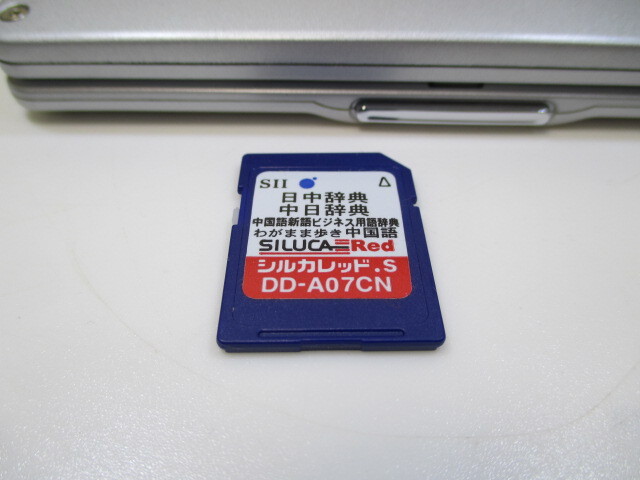 SII
日中辞典
中日辞典
中国語新語ビジネス用語辞典
わがまま歩き中国語
SILUCA Red
シルカレッド.S
DD-A07CN